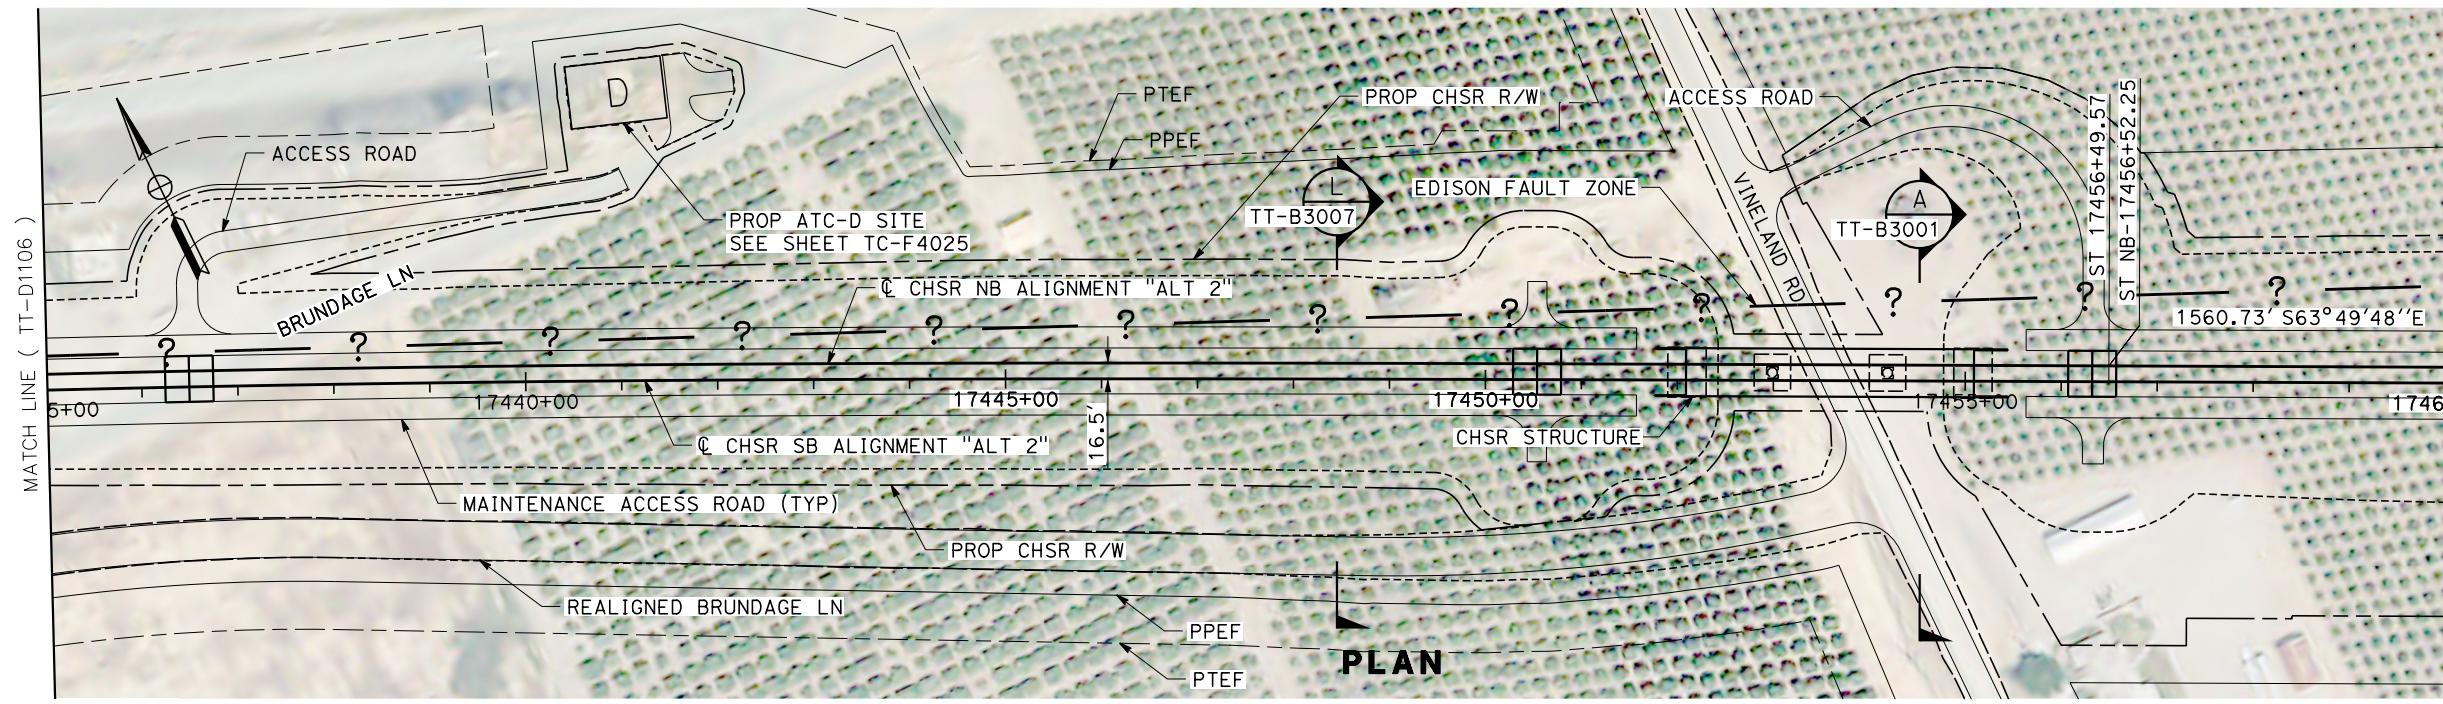 PTEF
PROP CHSR R/W
ACCESS ROAD
D
PPEF
ACCESS ROAD
ST 17456+49.57
ST NB-17456+52.25
L
TT-B3007
EDISON FAULT ZONE
VINELAND RD
A
TT-B3001
PROP ATC-D SITE
SEE SHEET TC-F4025
MATCH LINE ( TT-D1106 )
BRUNDAGE LN
℄ CHSR NB ALIGNMENT "ALT 2"
? ? ? ? ? ? ? ? ? ? ? ?
1560.73' S63°49'48"E
5+00
17440+00
17445+00
17450+00
17455+00
1746
16.5'
℄ CHSR SB ALIGNMENT "ALT 2"
CHSR STRUCTURE
MAINTENANCE ACCESS ROAD (TYP)
PROP CHSR R/W
REALIGNED BRUNDAGE LN
PPEF
PLAN
PTEF